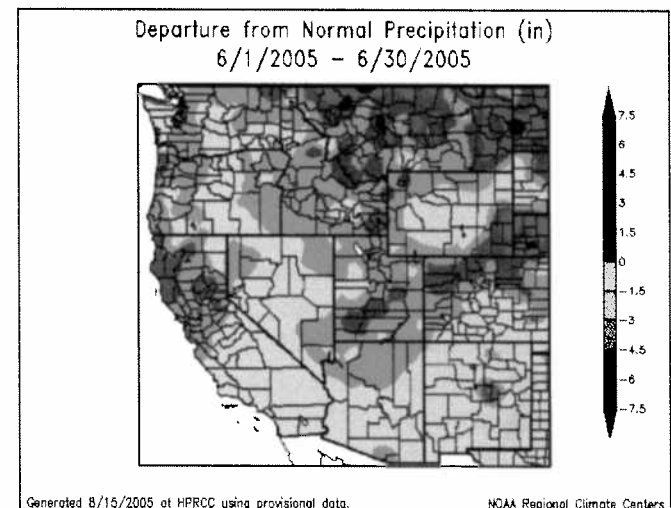 Departure from Normal Precipitation (in)
6/1/2005 – 6/30/2005
7.5
6
4.5
3
1.5
0
-1.5
-3
-4.5
-6
-7.5
Generated 8/15/2005 at HPRCC using provisional data.
NOAA Regional Climate Centers